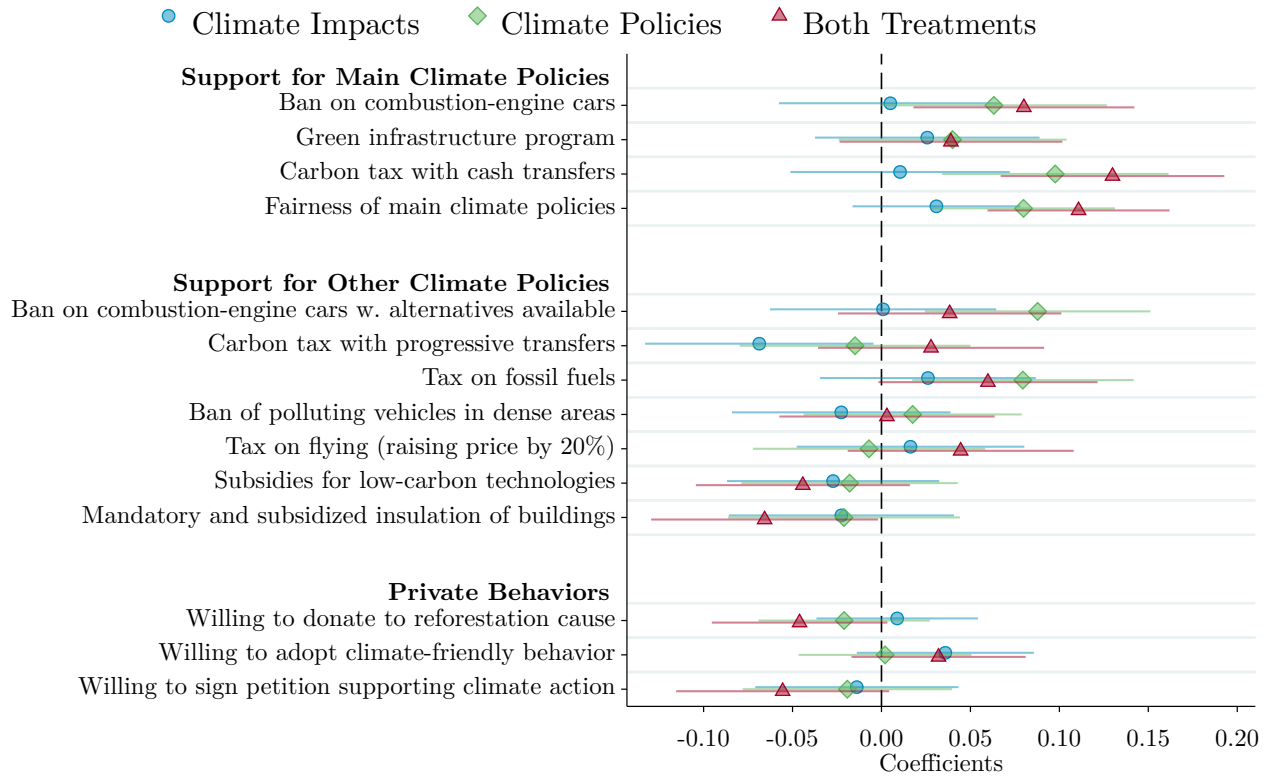 Climate Impacts Climate Policies Both Treatments
Support for Main Climate Policies
Ban on combustion-engine cars
Green infrastructure program
Carbon tax with cash transfers
Fairness of main climate policies
Support for Other Climate Policies
Ban on combustion-engine cars w. alternatives available
Carbon tax with progressive transfers
Tax on fossil fuels
Ban of polluting vehicles in dense areas
Tax on flying (raising price by 20%)
Subsidies for low-carbon technologies
Mandatory and subsidized insulation of buildings
Private Behaviors
Willing to donate to reforestation cause
Willing to adopt climate-friendly behavior
Willing to sign petition supporting climate action
-0.10 -0.05 0.00 0.05 0.10 0.15 0.20
Coefficients